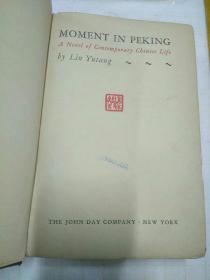 MOMENT IN PEKING
A Novel of Contemporary Chinese Life
by Lin Yutang
THE JOHN DAY COMPANY · NEW YORK